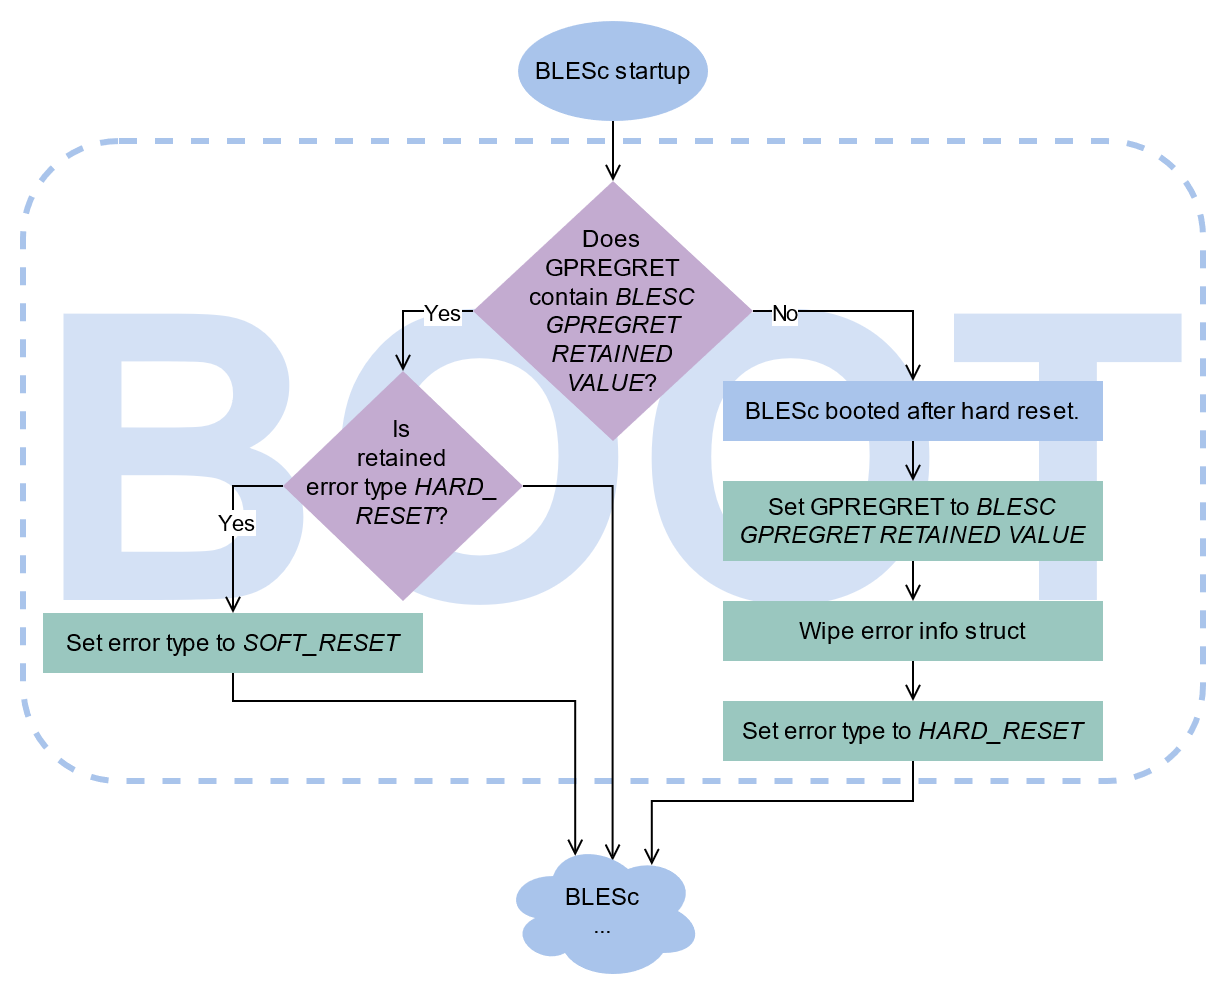 BLESc startup
BOOT
Does
GPREGRET
contain BLESC
GPREGRET
RETAINED
VALUE?
Yes
No
BLESc booted after hard reset.
Is
retained
error type HARD_
RESET?
Set GPREGRET to BLESC
GPREGRET RETAINED VALUE
Yes
Wipe error info struct
Set error type to SOFT_RESET
Set error type to HARD_RESET
BLESc
...